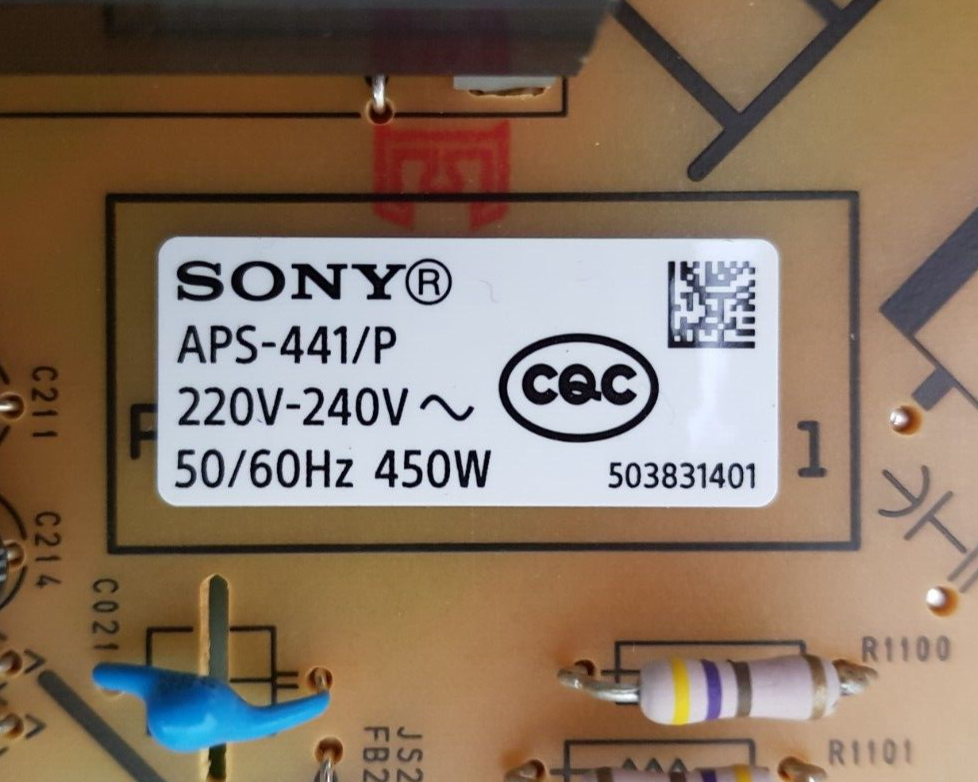 SONY®
APS-441/P
220V-240V ~
50/60Hz 450W
CQC
503831401
1
C211
C214
C021
R1100
R1101